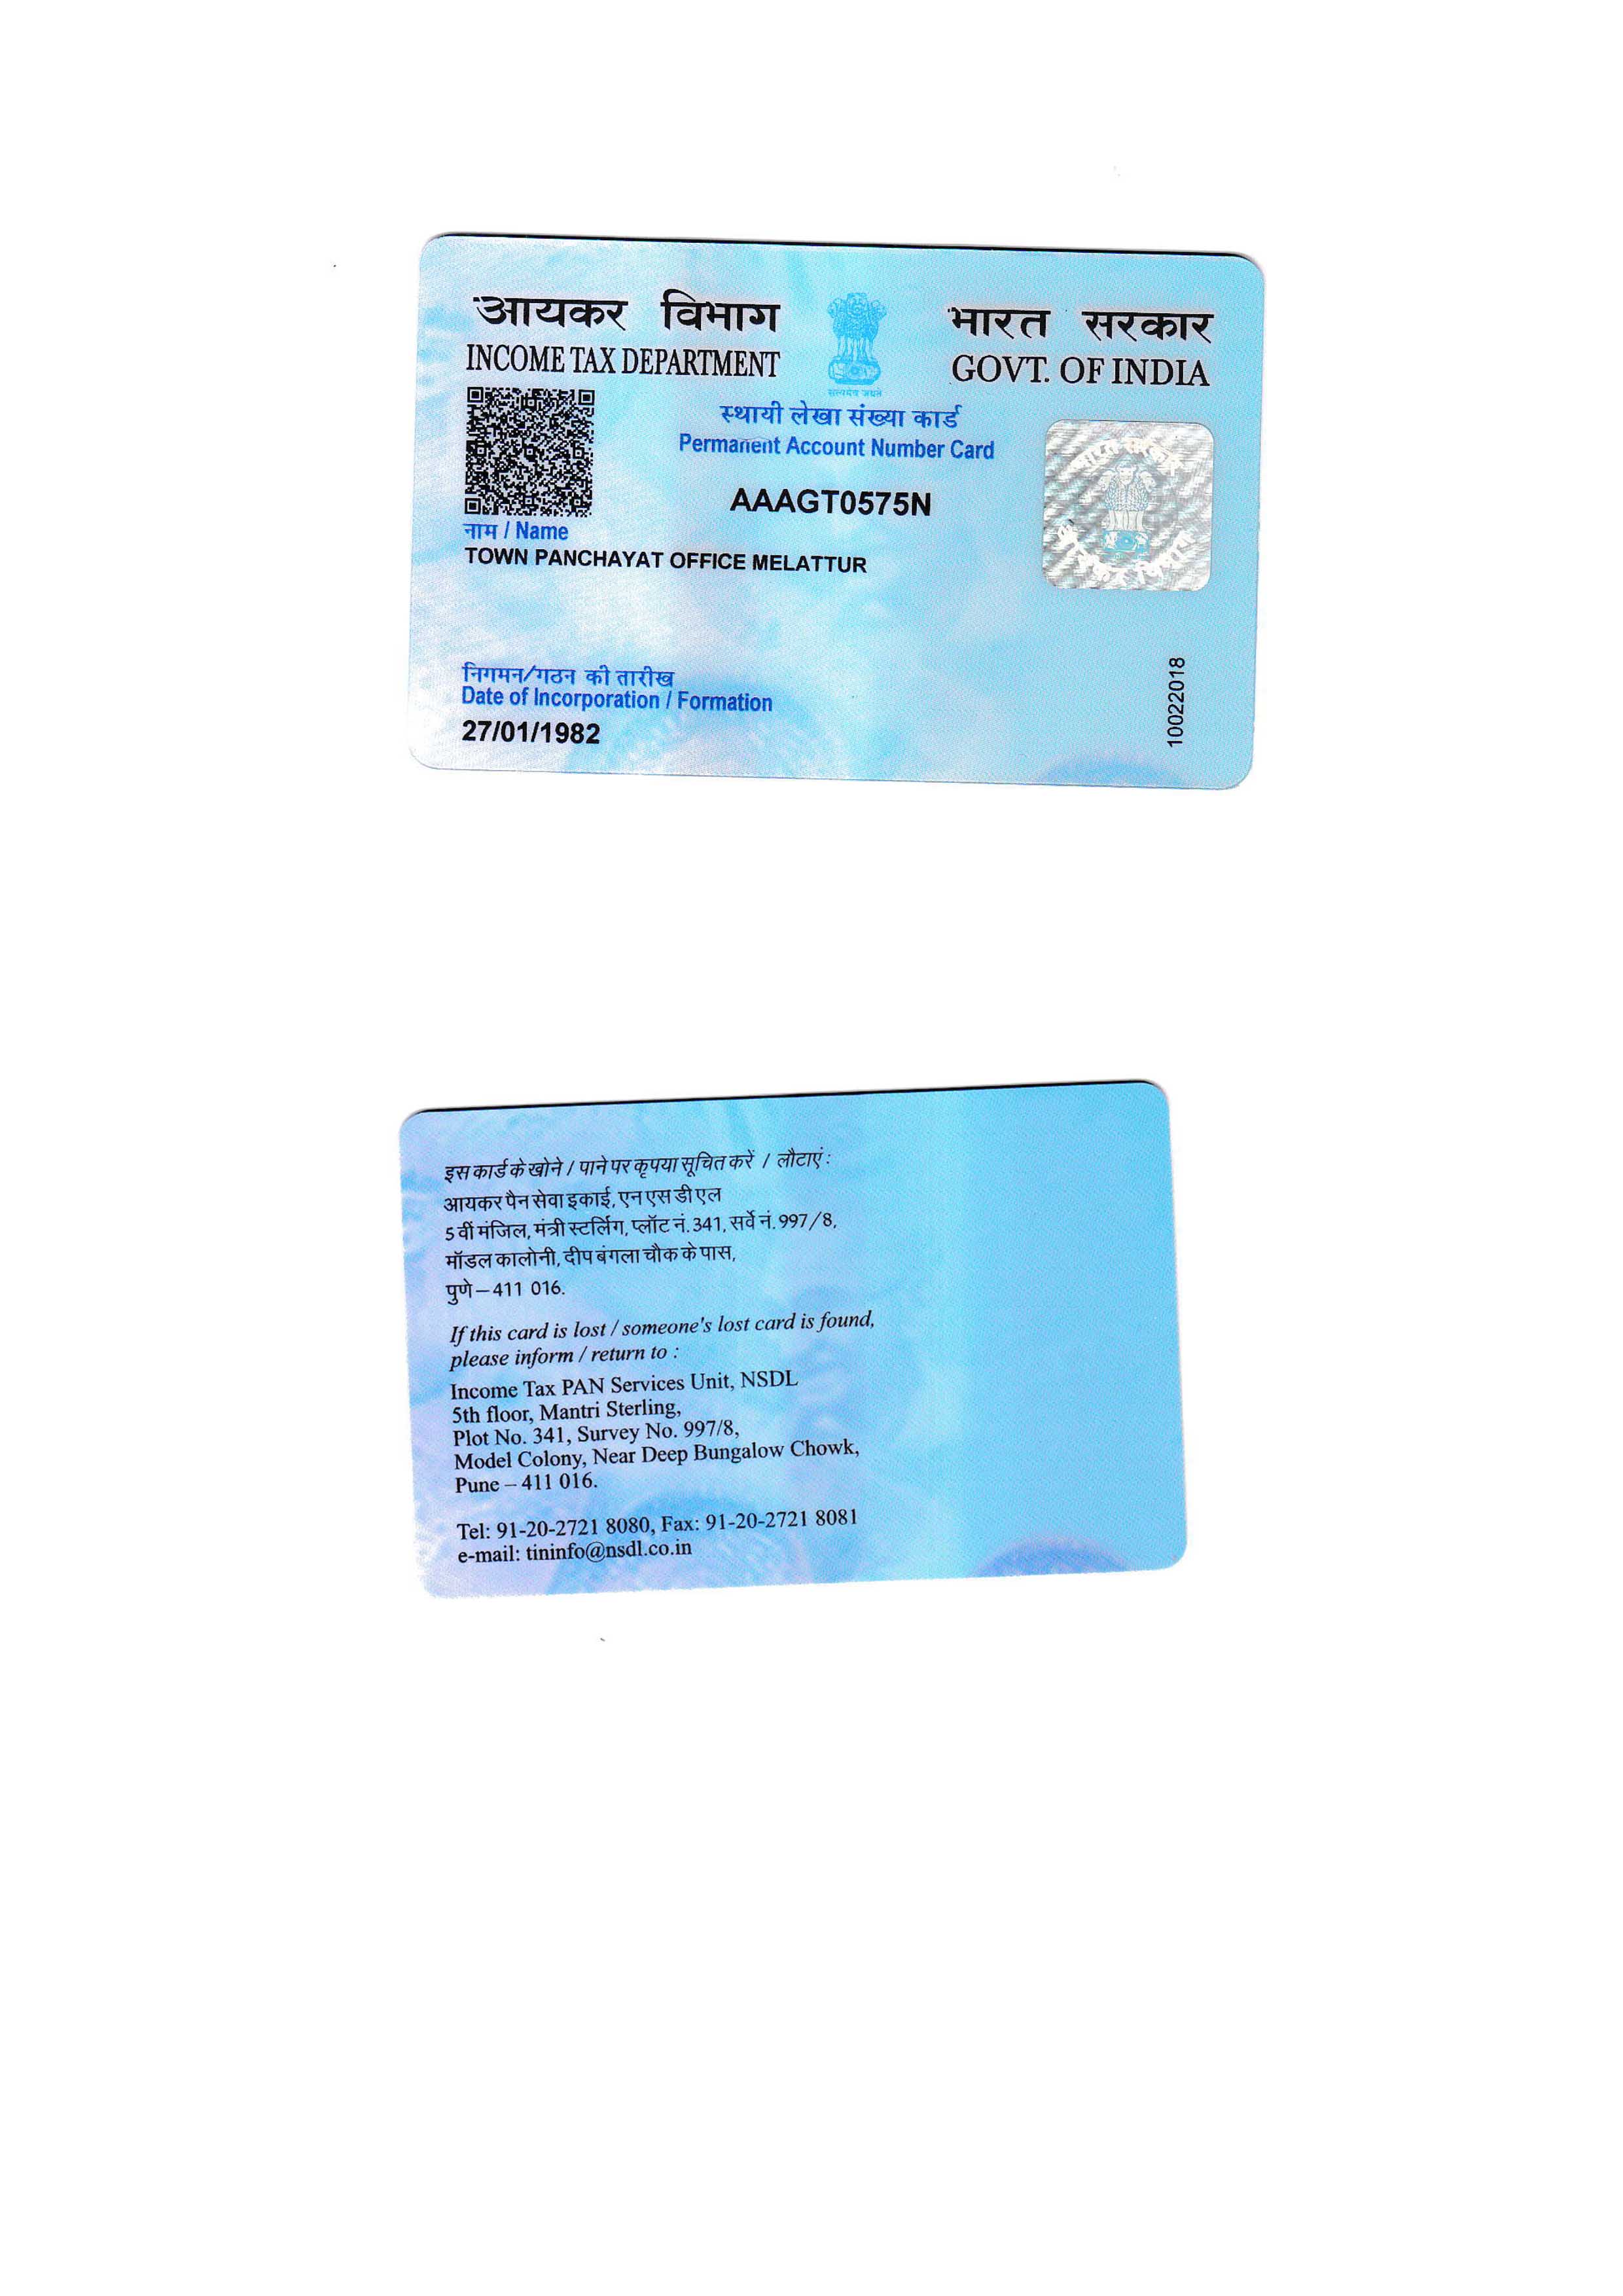 आयकर विभाग
INCOME TAX DEPARTMENT
सत्यमेव जयते
भारत सरकार
GOVT. OF INDIA
स्थायी लेखा संख्या कार्ड
Permanent Account Number Card
AAAGT0575N
नाम / Name
TOWN PANCHAYAT OFFICE MELATTUR
निगमन/गठन की तारीख
Date of Incorporation / Formation
27/01/1982
10022018
इस कार्ड के खोने / पाने पर कृपया सूचित करें / लौटाएं :
आयकर पैन सेवा इकाई, एन एस डी एल
5 वीं मंजिल, मंत्री स्टर्लिंग, प्लॉट नं. 341, सर्वे नं. 997/8,
मॉडल कालोनी, दीप बंगला चौक के पास,
पुणे – 411 016.
If this card is lost / someone's lost card is found,
please inform / return to :
Income Tax PAN Services Unit, NSDL
5th floor, Mantri Sterling,
Plot No. 341, Survey No. 997/8,
Model Colony, Near Deep Bungalow Chowk,
Pune – 411 016.
Tel: 91-20-2721 8080, Fax: 91-20-2721 8081
e-mail: tininfo@nsdl.co.in